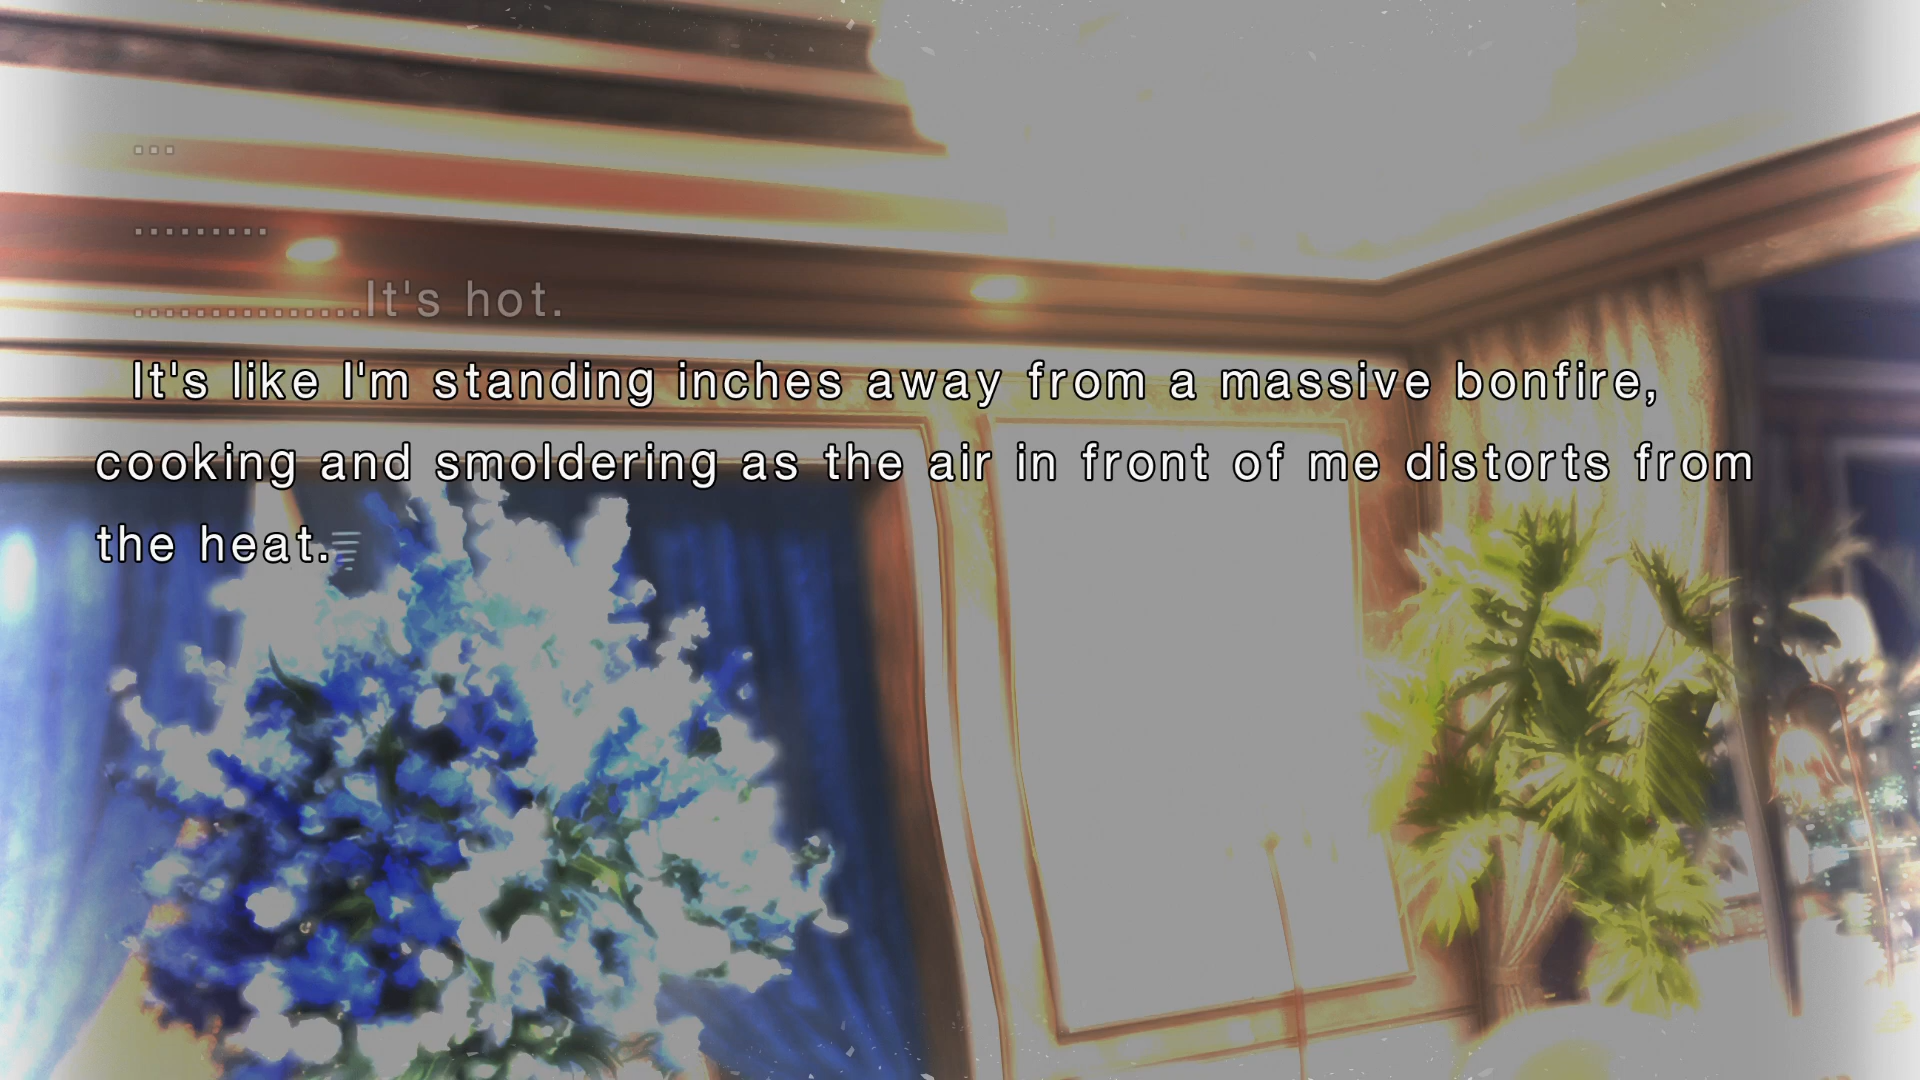 ...
.........
...............It's hot.
It's like I'm standing inches away from a massive bonfire,
cooking and smoldering as the air in front of me distorts from
the heat.